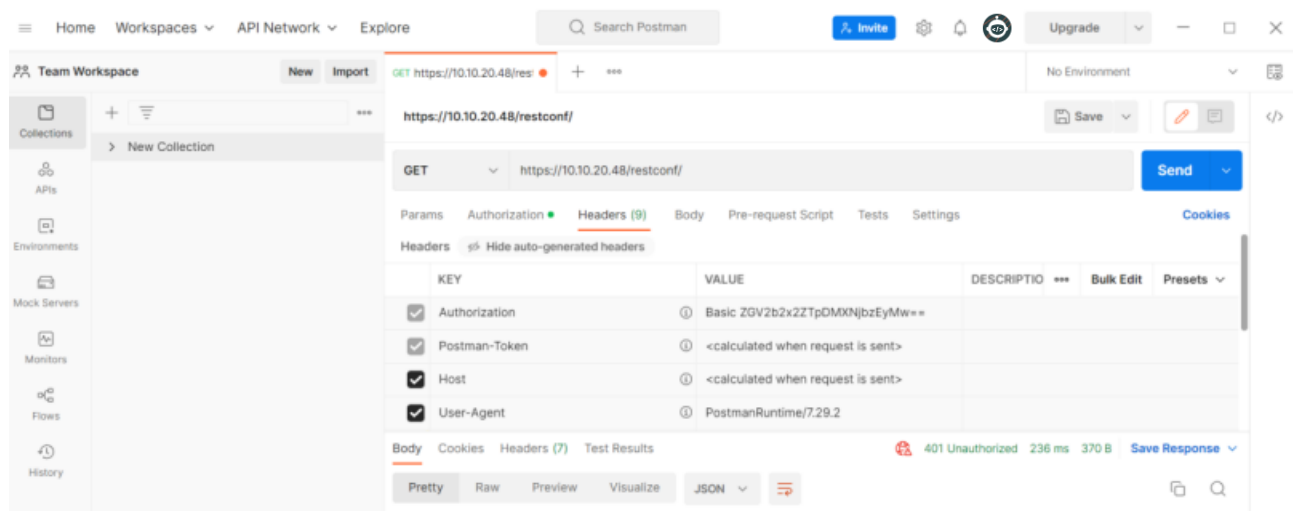 Home Workspaces API Network Explore Search Postman Invite Upgrade
Team Workspace New Import GET https://10.10.20.48/res No Environment
Collections
https://10.10.20.48/restconf/ Save
New Collection
APIs
GET https://10.10.20.48/restconf/ Send
Params Authorization Headers (9) Body Pre-request Script Tests Settings Cookies
Environments
Headers Hide auto-generated headers
KEY VALUE DESCRIPTIO Bulk Edit Presets
Mock Servers
Authorization Basic ZGV2b2x2ZTpDMXNjbzEyMw==
Postman-Token <calculated when request is sent>
Monitors
Host <calculated when request is sent>
Flows
User-Agent PostmanRuntime/7.29.2
Body Cookies Headers (7) Test Results 401 Unauthorized 236 ms 370 B Save Response
History
Pretty Raw Preview Visualize JSON